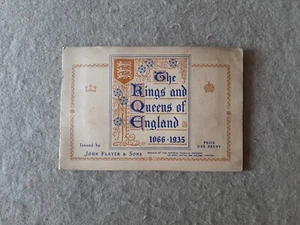 The
Kings and
Queens of
England
1066-1935
Issued by
JOHN PLAYER & SONS
PRICE
ONE PENNY